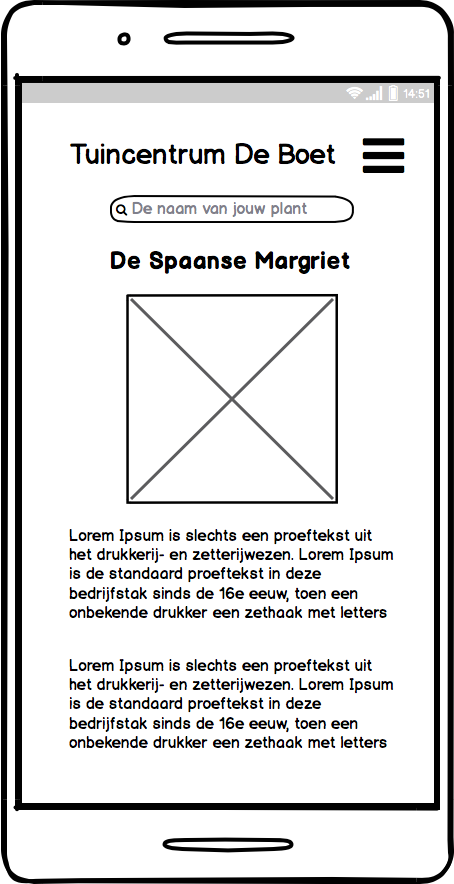 14:51
Tuincentrum De Boet
De naam van jouw plant
De Spaanse Margriet
Lorem Ipsum is slechts een proeftekst uit
het drukkerij- en zetterijwezen. Lorem Ipsum
is de standaard proeftekst in deze
bedrijfstak sinds de 16e eeuw, toen een
onbekende drukker een zethaak met letters
Lorem Ipsum is slechts een proeftekst uit
het drukkerij- en zetterijwezen. Lorem Ipsum
is de standaard proeftekst in deze
bedrijfstak sinds de 16e eeuw, toen een
onbekende drukker een zethaak met letters